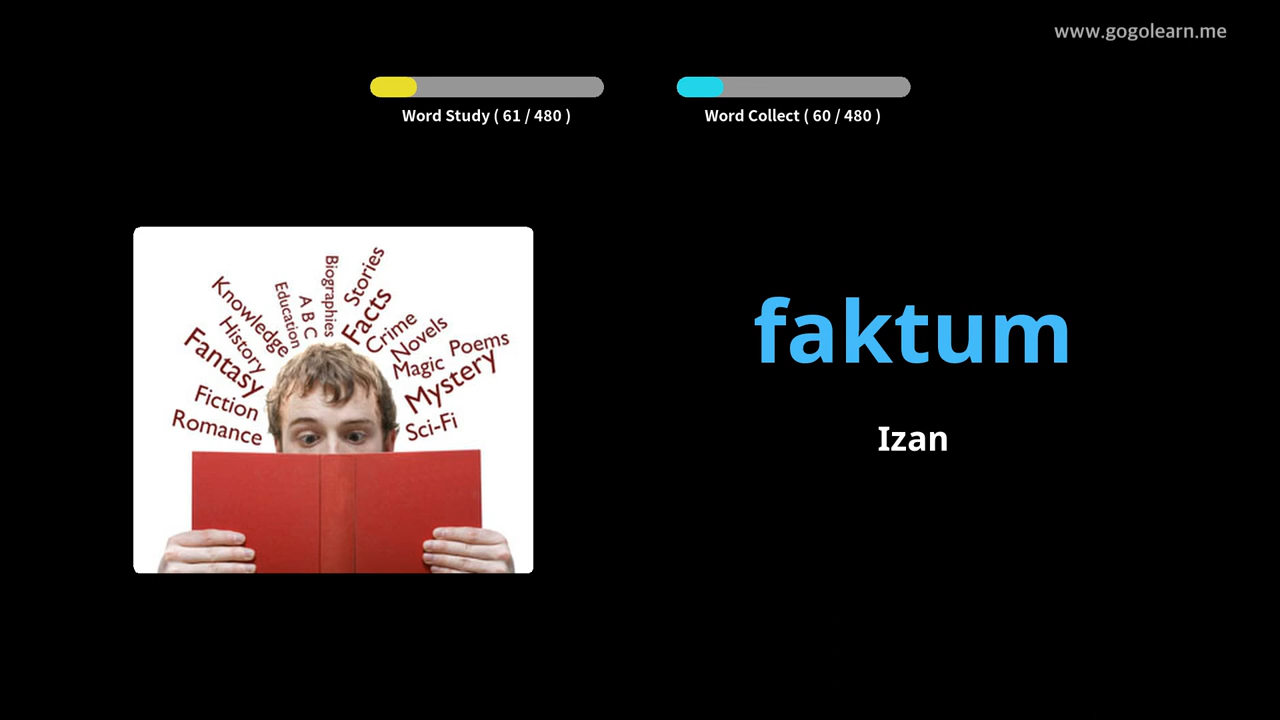 www.gogolearn.me
Word Study ( 61 / 480 )
Word Collect ( 60 / 480 )
faktum
Izan
Romance
Fiction
Fantasy
History
Knowledge
Education
A B C
Biographies
Stories
Facts
Crime
Novels
Magic
Poems
Mystery
Sci-Fi